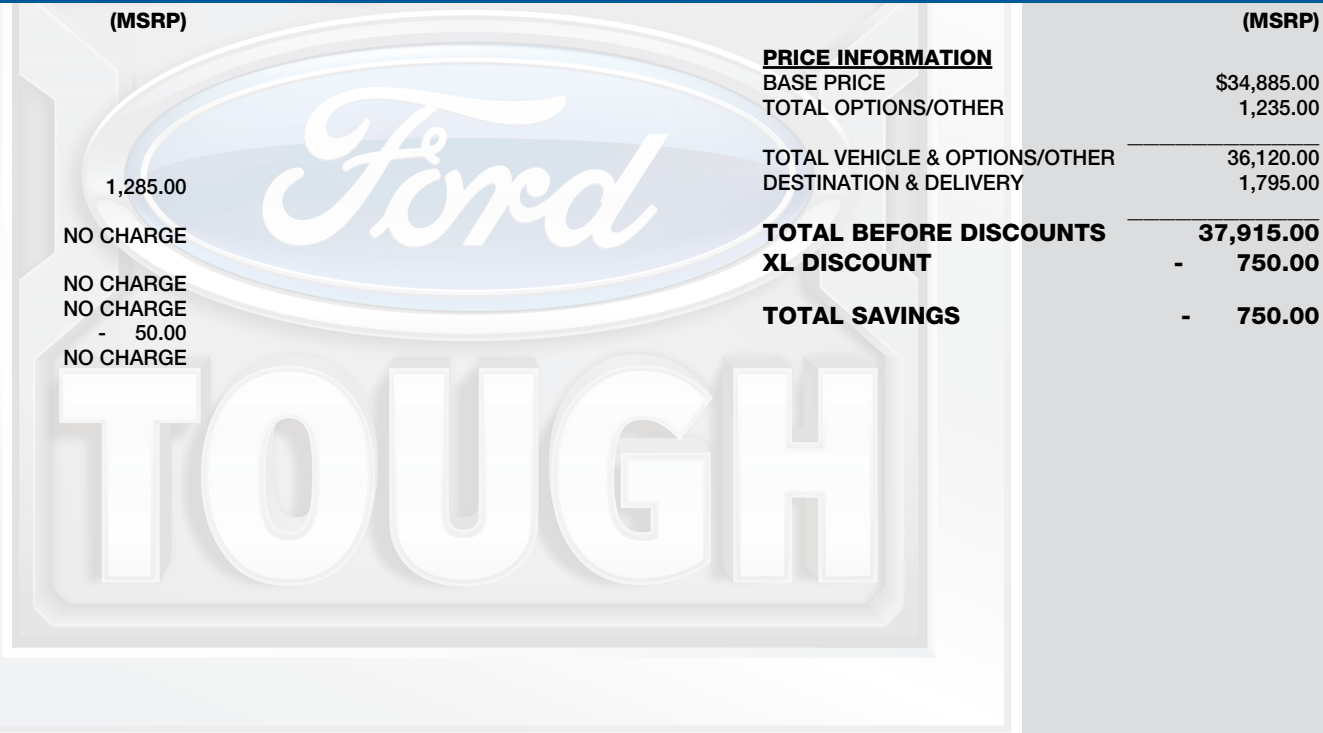 (MSRP)
1,285.00
NO CHARGE
NO CHARGE
NO CHARGE
- 50.00
NO CHARGE
Ford
TOUGH
(MSRP)
PRICE INFORMATION
BASE PRICE $34,885.00
TOTAL OPTIONS/OTHER 1,235.00
TOTAL VEHICLE & OPTIONS/OTHER 36,120.00
DESTINATION & DELIVERY 1,795.00
TOTAL BEFORE DISCOUNTS 37,915.00
XL DISCOUNT - 750.00
TOTAL SAVINGS - 750.00